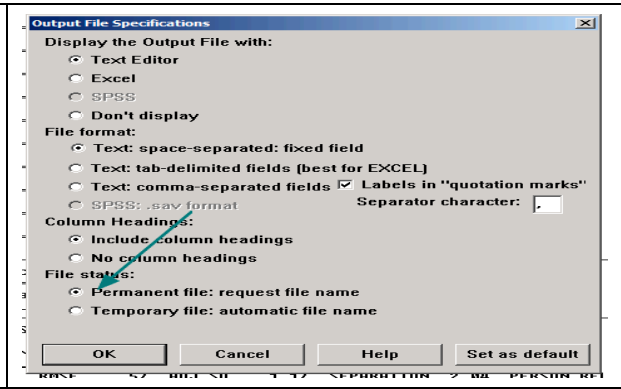 Output File Specifications
Display the Output File with:
Text Editor
Excel
SPSS
Don't display
File format:
Text: space-separated: fixed field
Text: tab-delimited fields (best for EXCEL)
Text: comma-separated fields Labels in "quotation marks"
SPSS: .sav format Separator character: ,
Column Headings:
Include column headings
No column headings
File status:
Permanent file: request file name
Temporary file: automatic file name
OK Cancel Help Set as default